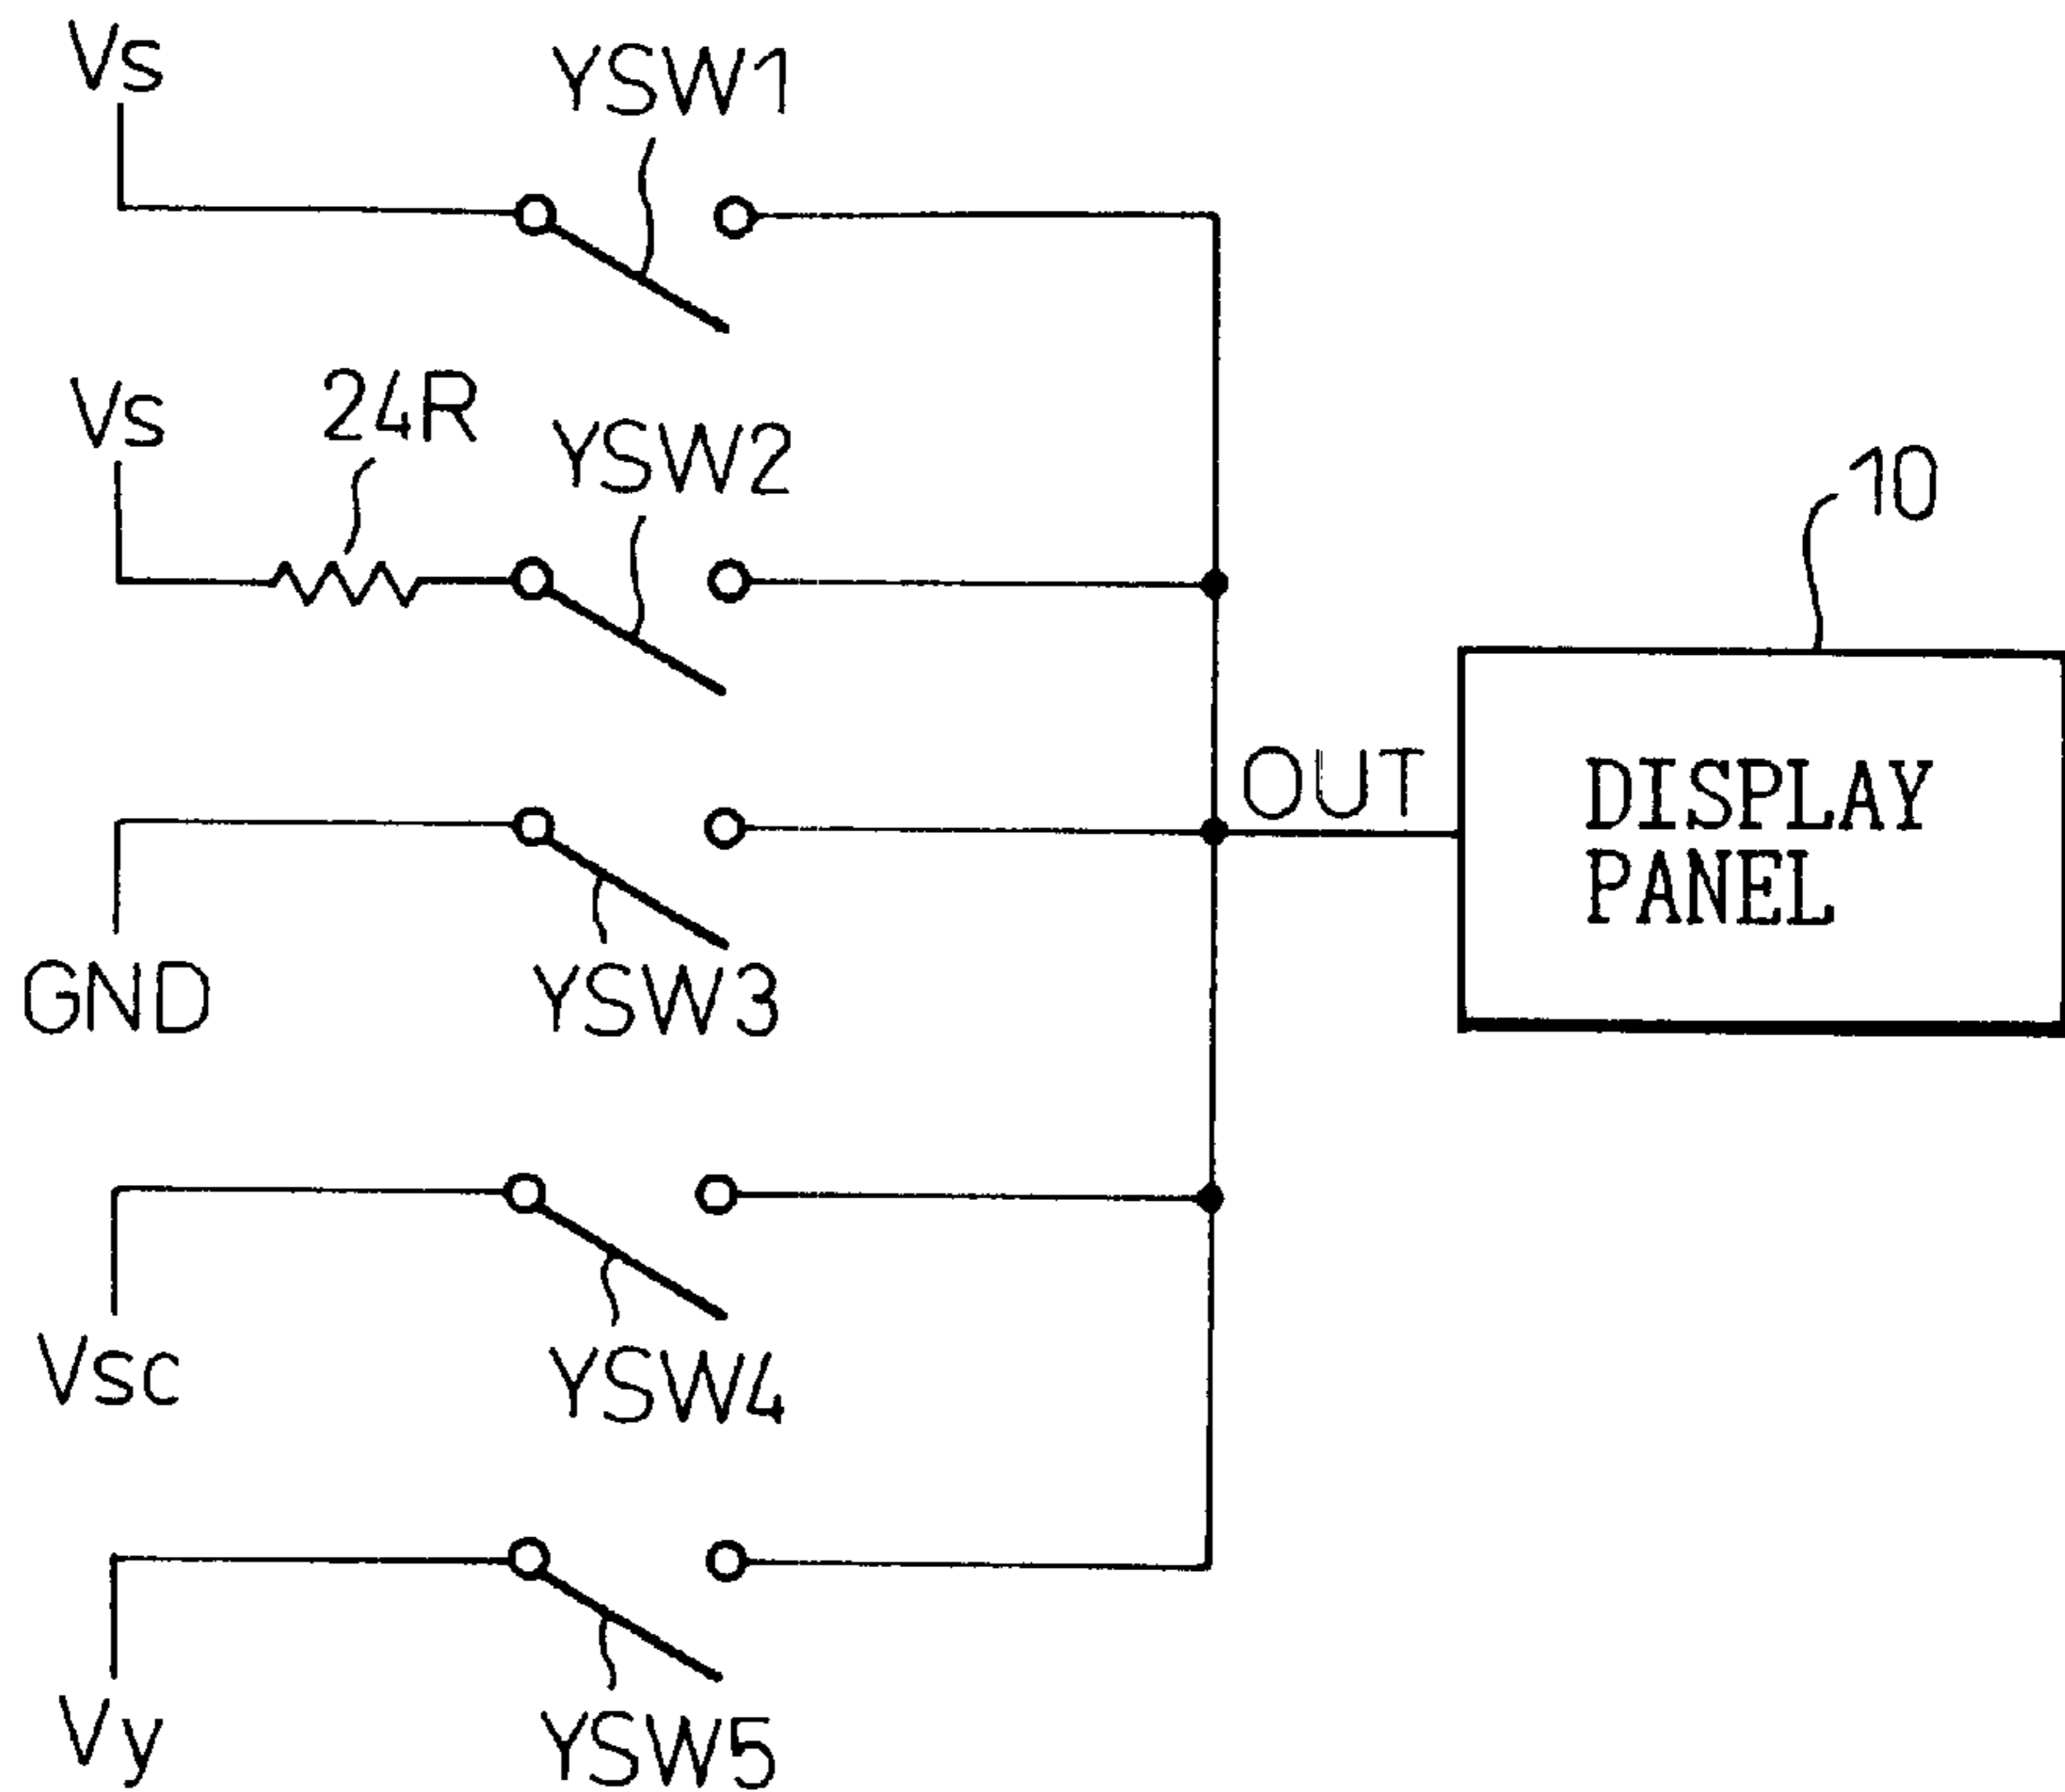 Vs
YSW1
Vs
24R
YSW2
10
OUT
DISPLAY
PANEL
GND
YSW3
Vsc
YSW4
Vy
YSW5